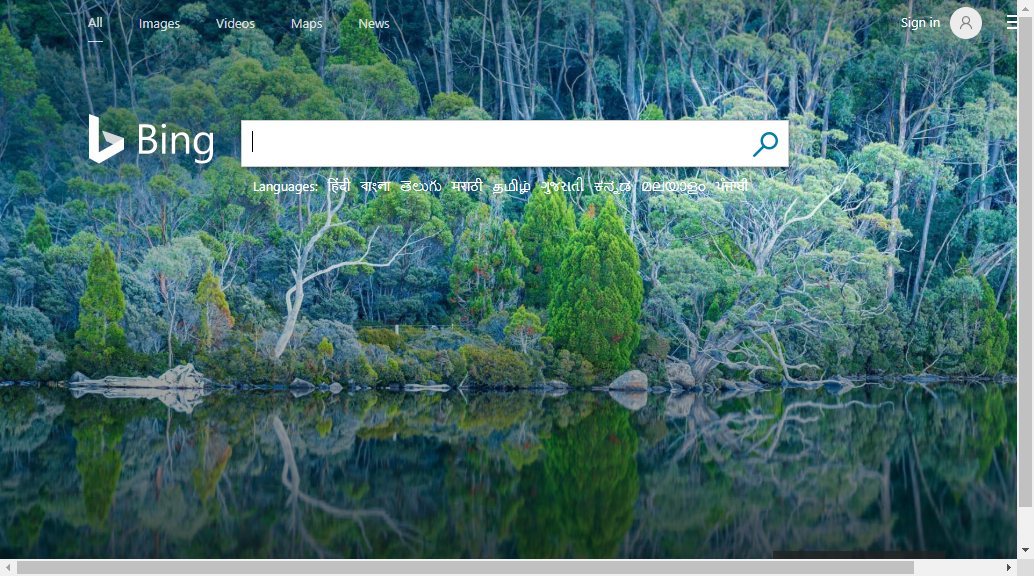 All Images Videos Maps News Sign in
Bing
Languages: हिंदी বাংলা తెలుగు मराठी தமிழ் ગુજરાતી ಕನ್ನಡ മലയാളം ਪੰਜਾਬੀ